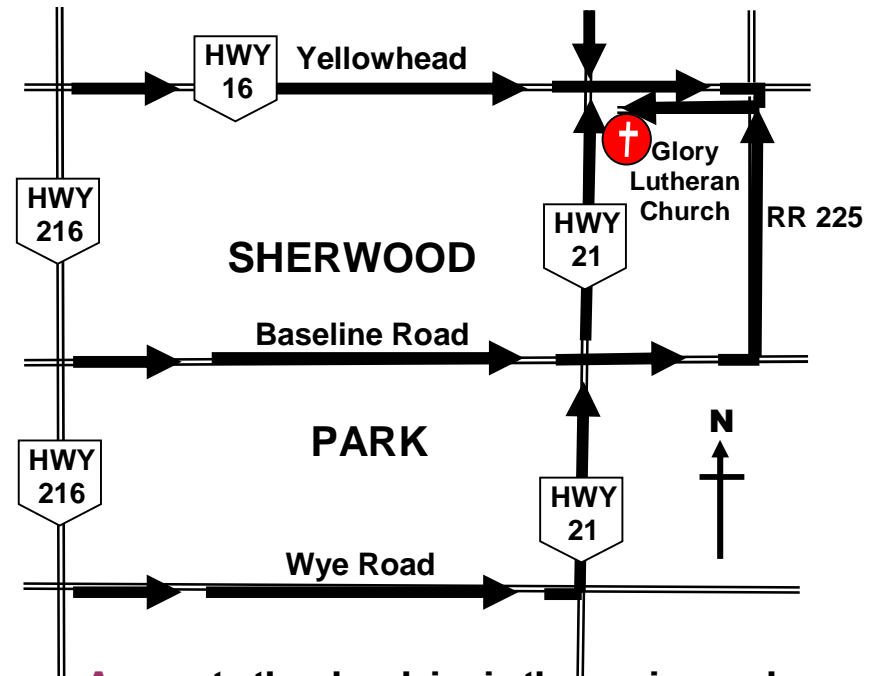 HWY
16
Yellowhead
Glory
Lutheran
Church
HWY
216
HWY
21
RR 225
SHERWOOD
Baseline Road
PARK
N
HWY
216
HWY
21
Wye Road